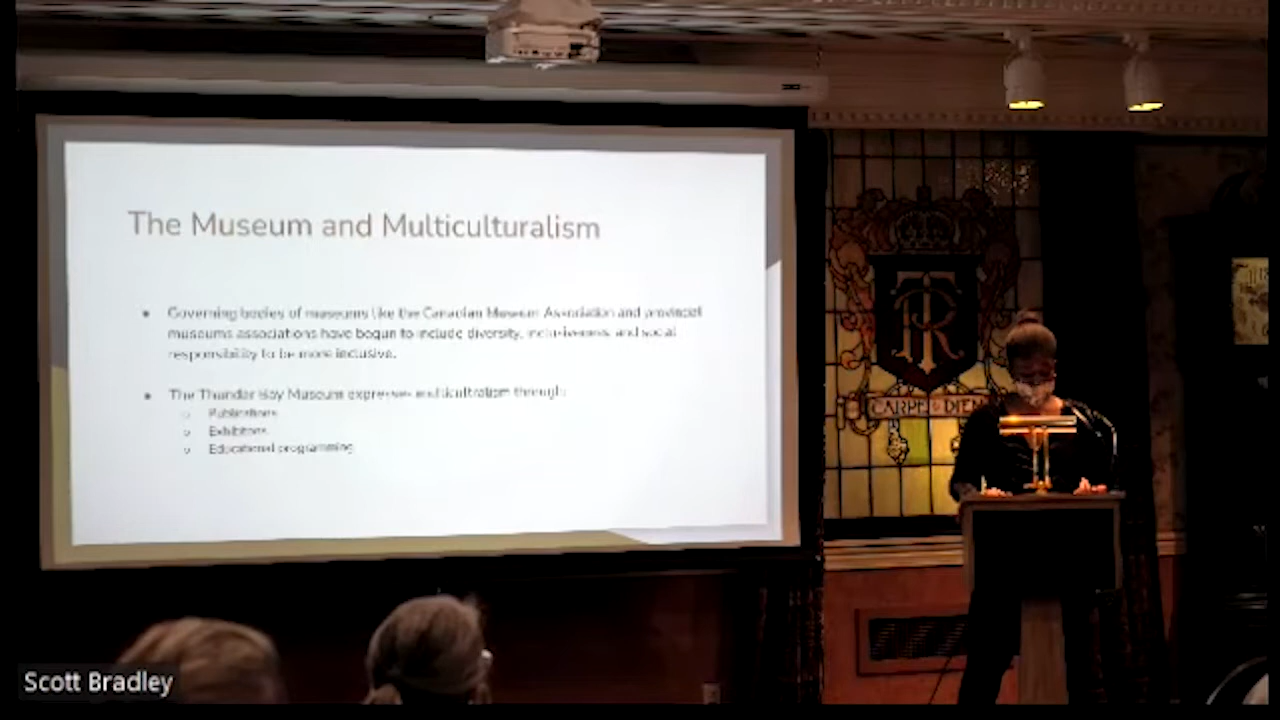 The Museum and Multiculturalism
Governing bodies of museums like the Canadian Museum Association and provincial
museums associations have begun to include diversity, inclusiveness, and social
responsibility to be more inclusive.
The Thunder Bay Museum expresses multicultralism through:
Publications
Exhibitions
Educational programming
CARPE DIEM
Scott Bradley